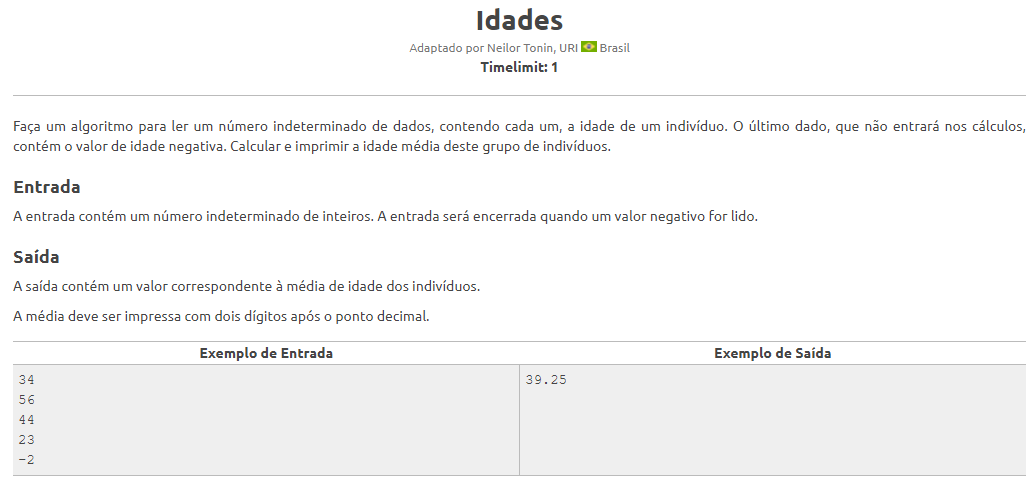 Idades
Adaptado por Neilor Tonin, URI Brasil
Timelimit: 1
Faça um algoritmo para ler um número indeterminado de dados, contendo cada um, a idade de um indivíduo. O último dado, que não entrará nos cálculos,
contém o valor de idade negativa. Calcular e imprimir a idade média deste grupo de indivíduos.
Entrada
A entrada contém um número indeterminado de inteiros. A entrada será encerrada quando um valor negativo for lido.
Saída
A saída contém um valor correspondente à média de idade dos indivíduos.
A média deve ser impressa com dois dígitos após o ponto decimal.
Exemplo de Entrada Exemplo de Saída
34 39.25
56
44
23
-2